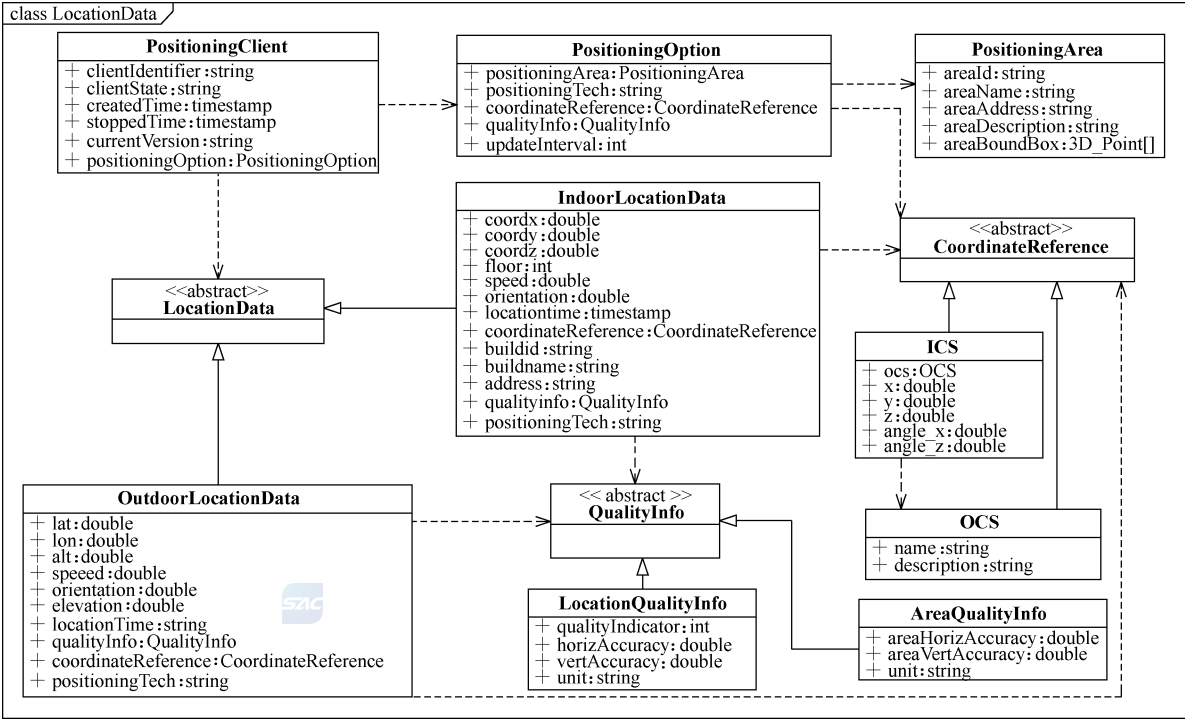 class LocationData
PositioningClient
+ clientIdentifier:string
+ clientState:string
+ createdTime:timestamp
+ stoppedTime:timestamp
+ currentVersion:string
+ positioningOption:PositioningOption
PositioningOption
+ positioningArea:PositioningArea
+ positioningTech:string
+ coordinateReference:CoordinateReference
+ qualityInfo:QualityInfo
+ updateInterval:int
PositioningArea
+ areaId:string
+ areaName:string
+ areaAddress:string
+ areaDescription:string
+ areaBoundBox:3D_Point[]
IndoorLocationData
+ coordx:double
+ coordy:double
+ coordz:double
+ floor:int
+ speed:double
+ orientation:double
+ locationtime:timestamp
+ coordinateReference:CoordinateReference
+ buildid:string
+ buildname:string
+ address:string
+ qualityinfo:QualityInfo
+ positioningTech:string
<<abstract>>
CoordinateReference
<<abstract>>
LocationData
ICS
+ ocs:OCS
+ x:double
+ y:double
+ z:double
+ angle_x:double
+ angle_z:double
OutdoorLocationData
+ lat:double
+ lon:double
+ alt:double
+ speeed:double
+ orientation:double
+ elevation:double
+ locationTime:string
+ qualityInfo:QualityInfo
+ coordinateReference:CoordinateReference
+ positioningTech:string
SAC
<< abstract >>
QualityInfo
OCS
+ name:string
+ description:string
LocationQualityInfo
+ qualityIndicator:int
+ horizAccuracy:double
+ vertAccuracy:double
+ unit:string
AreaQualityInfo
+ areaHorizAccuracy:double
+ areaVertAccuracy:double
+ unit:string